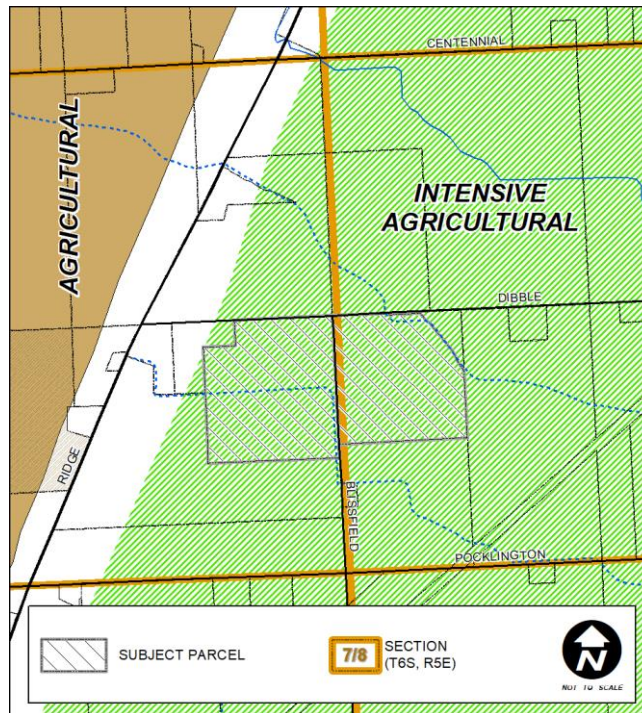 CENTENNIAL
AGRICULTURAL
INTENSIVE
AGRICULTURAL
DIBBLE
RIDGE
BLISSFIELD
POCKLINGTON
SUBJECT PARCEL
7/8
SECTION
(T6S, R5E)
N
NOT TO SCALE